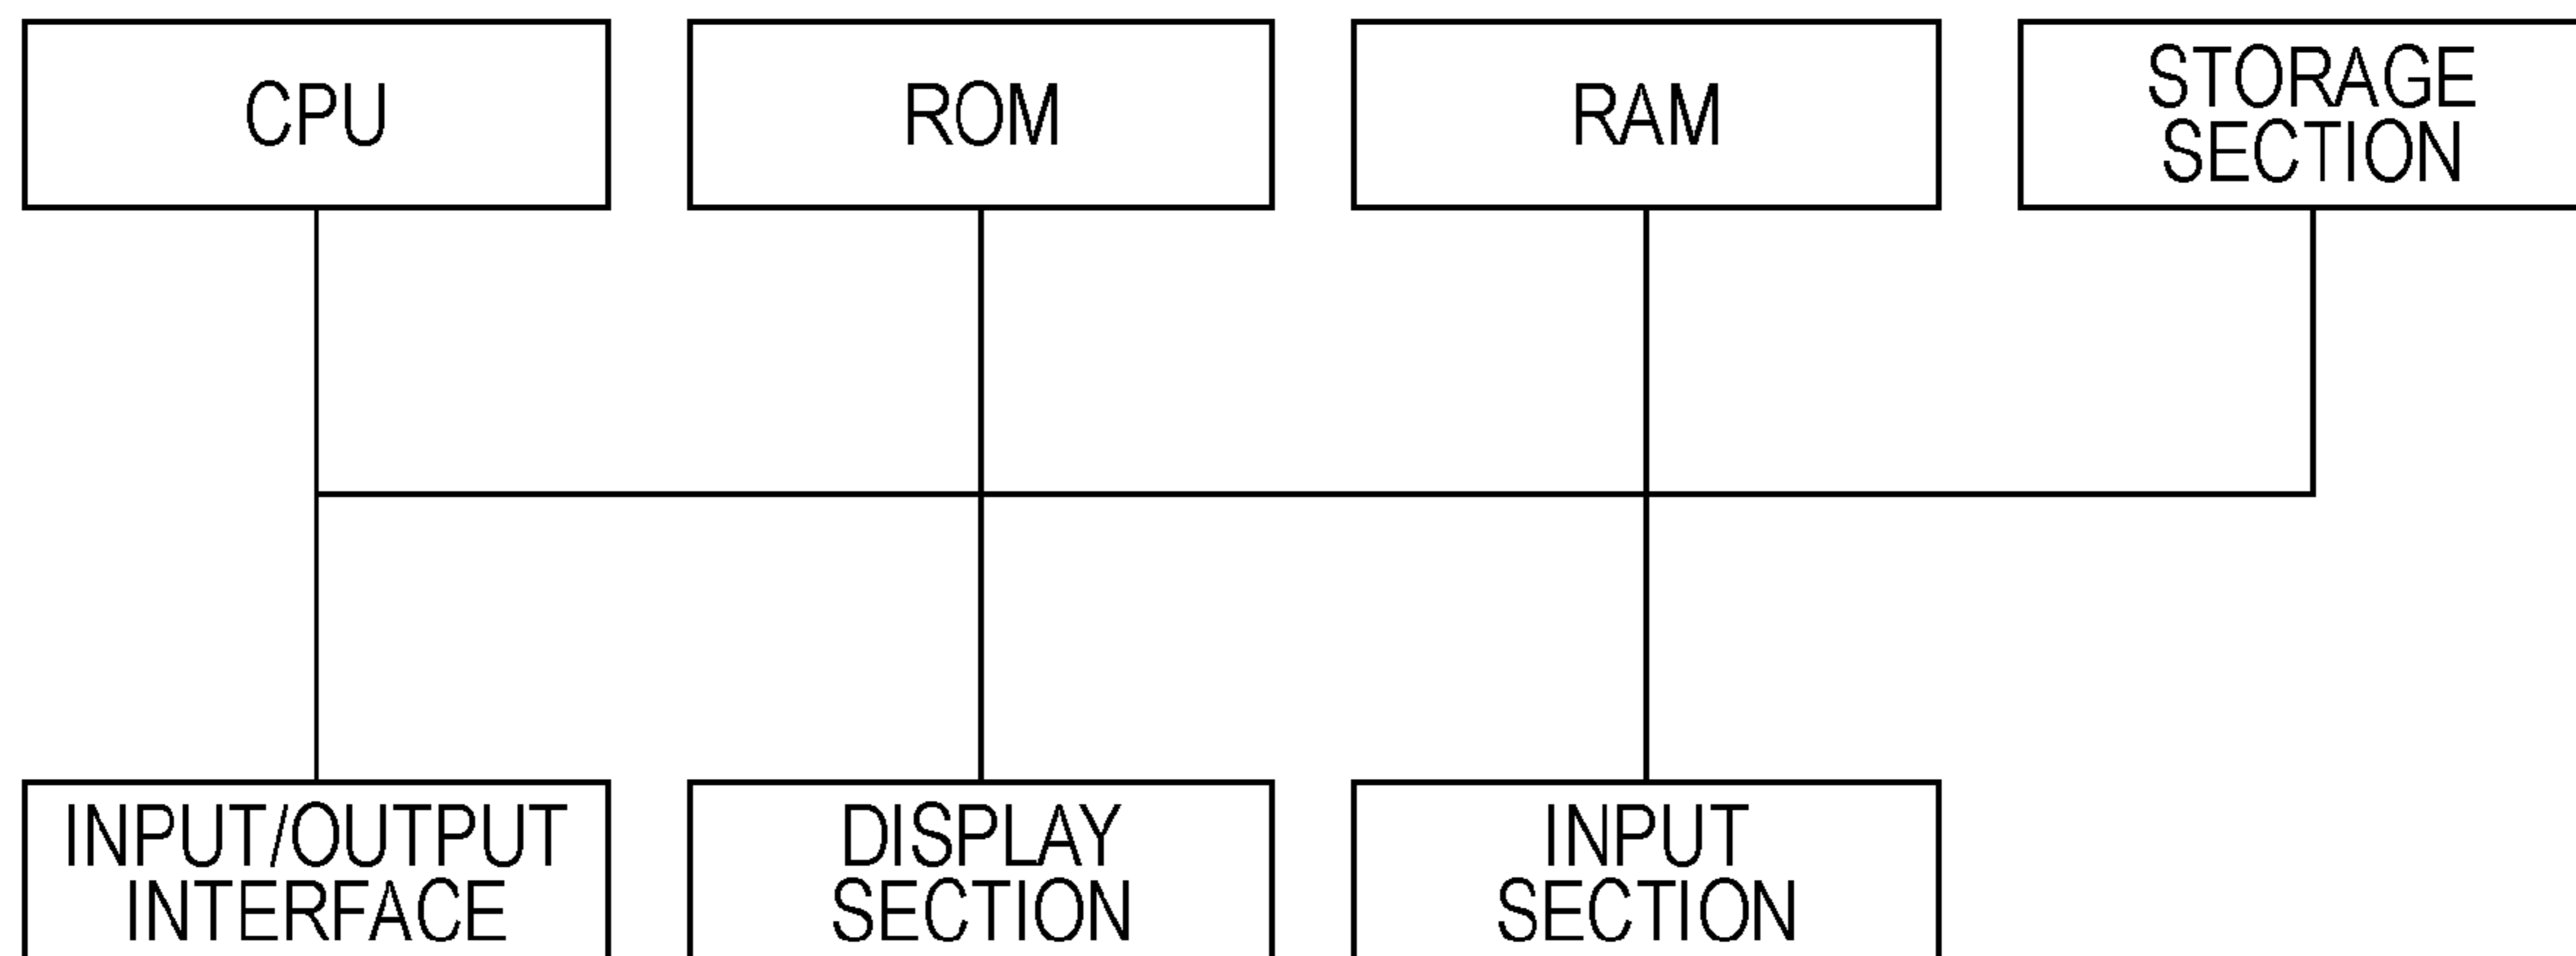 CPU
ROM
RAM
STORAGE
SECTION
INPUT/OUTPUT
INTERFACE
DISPLAY
SECTION
INPUT
SECTION